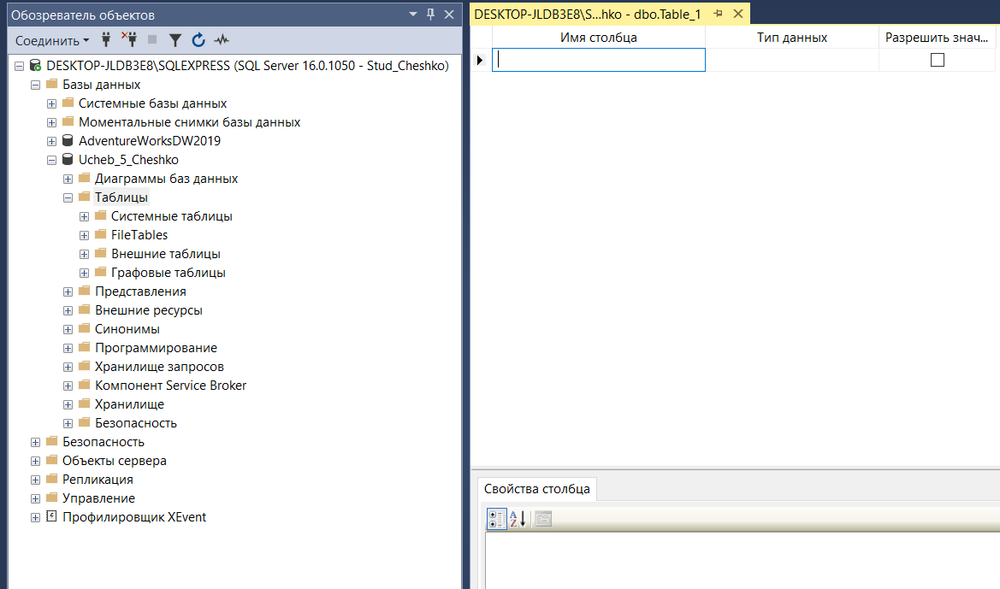 Обозреватель объектов
Соединить
DESKTOP-JLDB3E8\SQLEXPRESS (SQL Server 16.0.1050 - Stud_Cheshko)
Базы данных
Системные базы данных
Моментальные снимки базы данных
AdventureWorksDW2019
Ucheb_5_Cheshko
Диаграммы баз данных
Таблицы
Системные таблицы
FileTables
Внешние таблицы
Графовые таблицы
Представления
Внешние ресурсы
Синонимы
Программирование
Хранилище запросов
Компонент Service Broker
Хранилище
Безопасность
Безопасность
Объекты сервера
Репликация
Управление
Профилировщик XEvent
DESKTOP-JLDB3E8\S...hko - dbo.Table_1
Имя столбца Тип данных Разрешить знач...
Свойства столбца